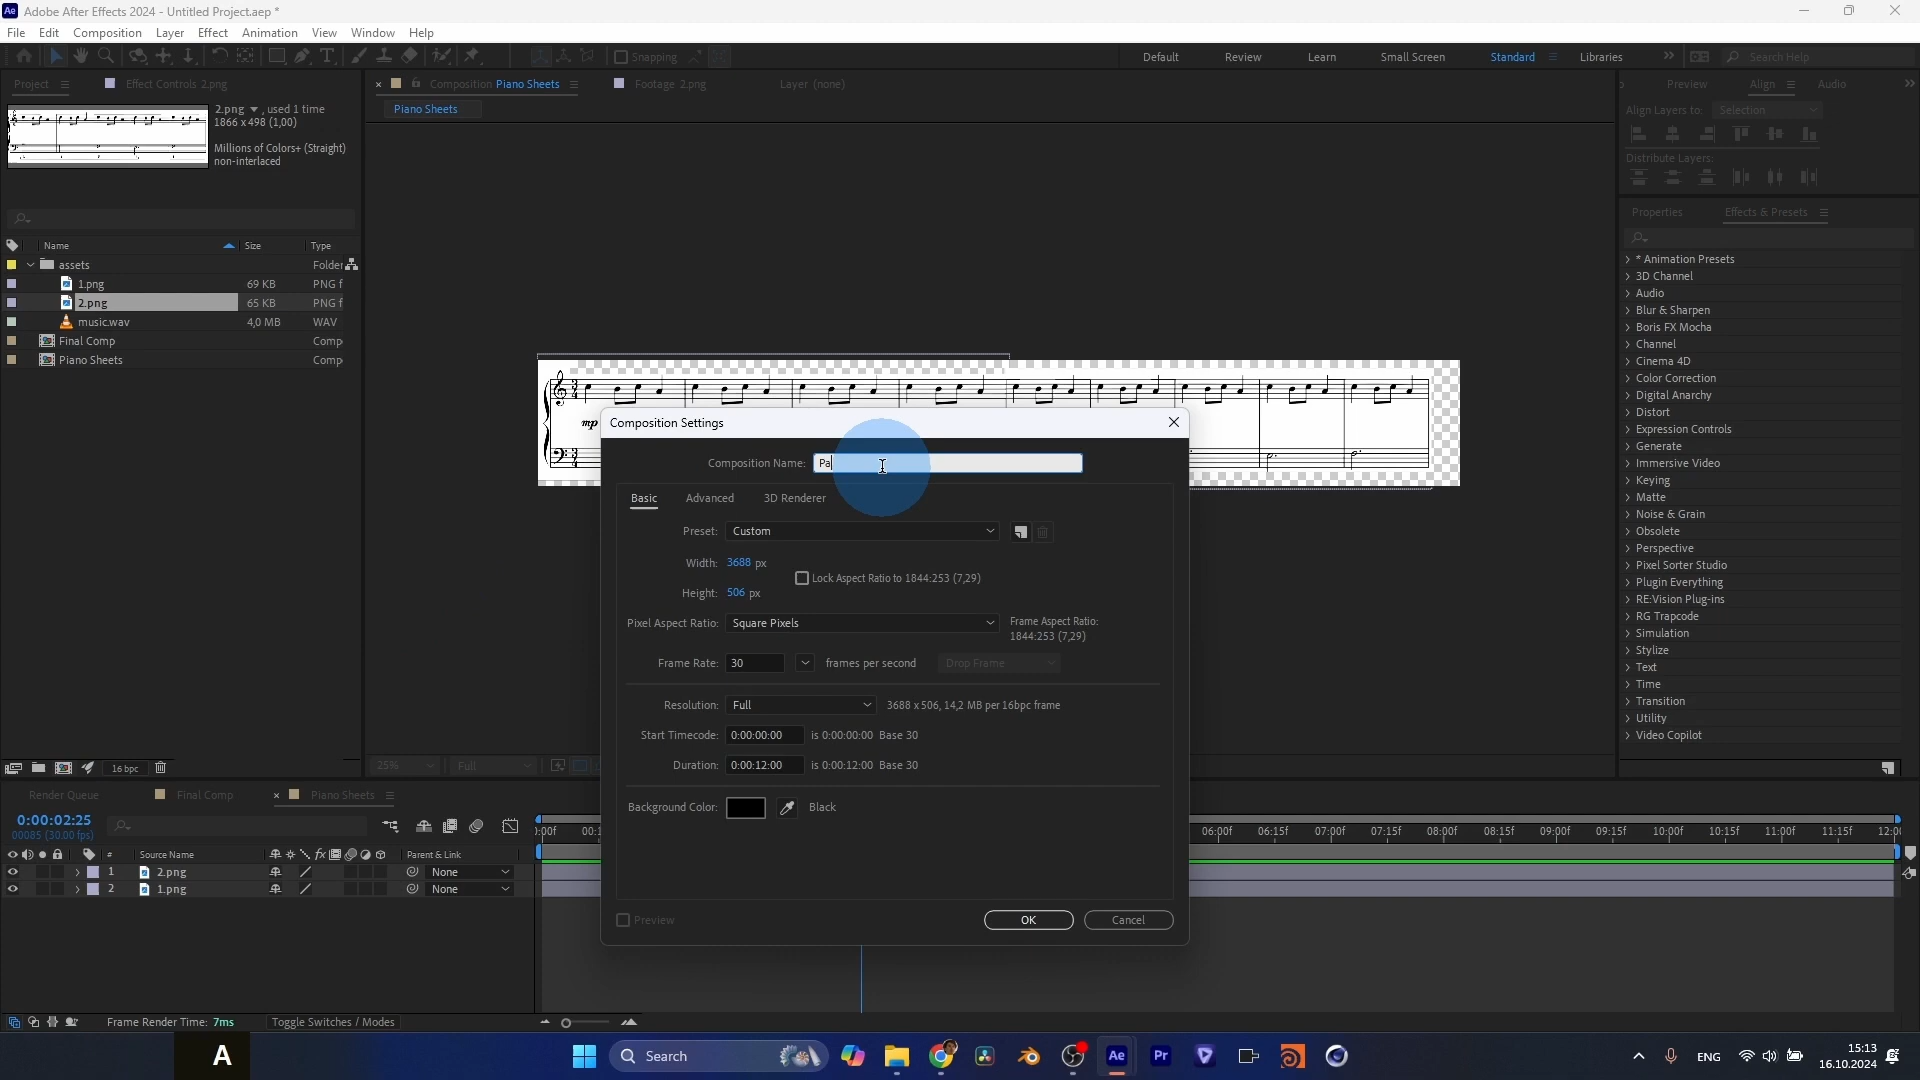 Adobe After Effects 2024 - Untitled Project.aep *
File Edit Composition Layer Effect Animation View Window Help
Snapping
Default Review Learn Small Screen Standard Libraries Search Help
Project Effect Controls 2.png
2.png , used 1 time
1866 x 498 (1,00)
Millions of Colors+ (Straight)
non-interlaced
Name Size Type
assets Folder
1.png 69 KB PNG f
2.png 65 KB PNG f
music.wav 4,0 MB WAV
Final Comp Comp
Piano Sheets Comp
16 bpc
Composition Piano Sheets Footage 2.png Layer (none)
Piano Sheets
mp
25% Full
Composition Settings
Composition Name: Pa
Basic Advanced 3D Renderer
Preset: Custom
Width: 3688 px
Lock Aspect Ratio to 1844:253 (7,29)
Height: 506 px
Pixel Aspect Ratio: Square Pixels
Frame Aspect Ratio:
1844:253 (7,29)
Frame Rate: 30 frames per second Drop Frame
Resolution: Full 3688 x 506, 14,2 MB per 16bpc frame
Start Timecode: 0:00:00:00 is 0:00:00:00 Base 30
Duration: 0:00:12:00 is 0:00:12:00 Base 30
Background Color: Black
Preview OK Cancel
Preview Align Audio
Align Layers to: Selection
Distribute Layers:
Properties Effects & Presets
* Animation Presets
3D Channel
Audio
Blur & Sharpen
Boris FX Mocha
Channel
Cinema 4D
Color Correction
Digital Anarchy
Distort
Expression Controls
Generate
Immersive Video
Keying
Matte
Noise & Grain
Obsolete
Perspective
Pixel Sorter Studio
Plugin Everything
RE:Vision Plug-ins
RG Trapcode
Simulation
Stylize
Text
Time
Transition
Utility
Video Copilot
Render Queue Final Comp Piano Sheets
0:00:02:25
00085 (30.00 fps)
:00f 00:1 06:00f 06:15f 07:00f 07:15f 08:00f 08:15f 09:00f 09:15f 10:00f 10:15f 11:00f 11:15f 12:0
# Source Name fx Parent & Link
1 2.png None
2 1.png None
Frame Render Time: 7ms Toggle Switches / Modes
A
Search
Ae Pr
ENG
15:13
16.10.2024